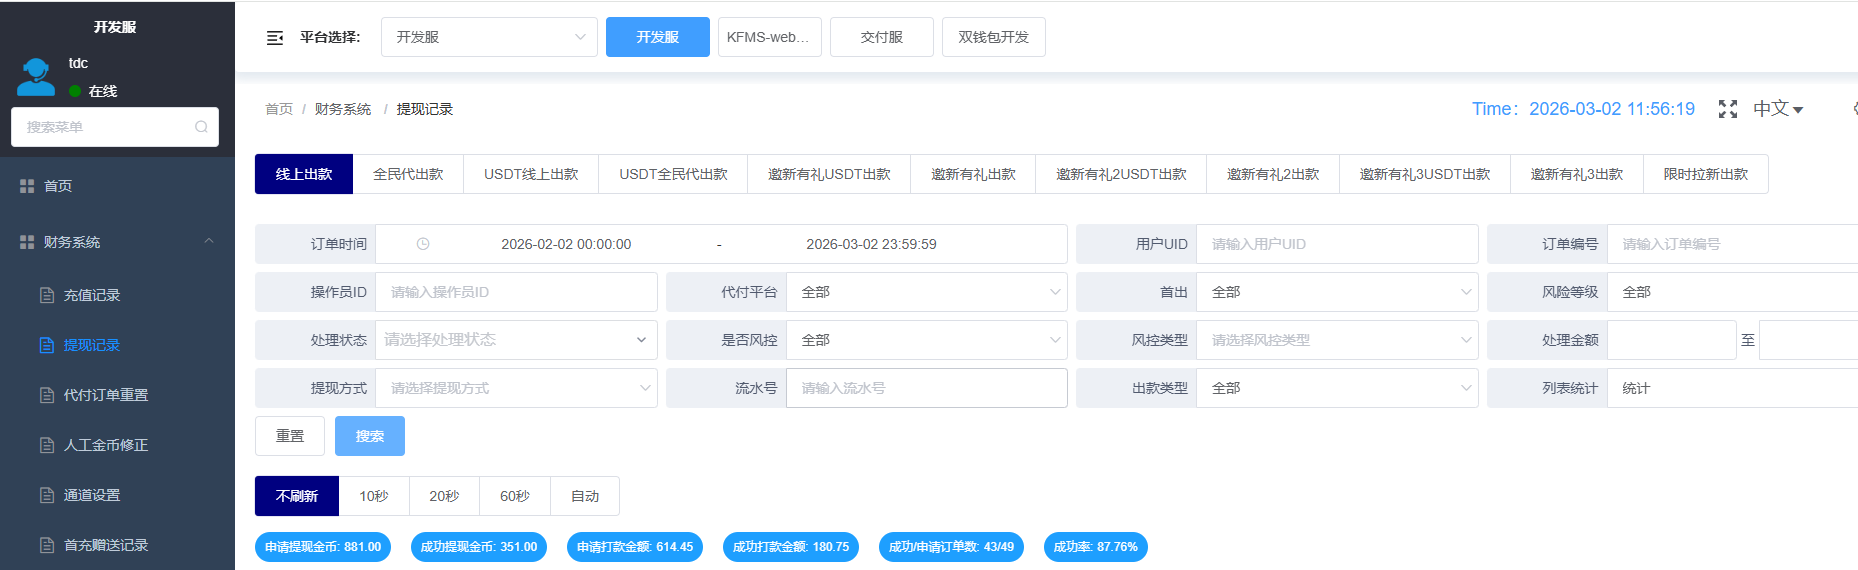 开发服
tdc
在线
搜索菜单
首页
财务系统
充值记录
提现记录
代付订单重置
人工金币修正
通道设置
首充赠送记录
平台选择: 开发服 开发服 KFMS-web... 交付服 双钱包开发
首页 / 财务系统 / 提现记录 Time: 2026-03-02 11:56:19 中文
线上出款 全民代出款 USDT线上出款 USDT全民代出款 邀新有礼USDT出款 邀新有礼出款 邀新有礼2USDT出款 邀新有礼2出款 邀新有礼3USDT出款 邀新有礼3出款 限时拉新出款
订单时间 2026-02-02 00:00:00 - 2026-03-02 23:59:59 用户UID 请输入用户UID 订单编号 请输入订单编号
操作员ID 请输入操作员ID 代付平台 全部 首出 全部 风险等级 全部
处理状态 请选择处理状态 是否风控 全部 风控类型 请选择风控类型 处理金额 至
提现方式 请选择提现方式 流水号 请输入流水号 出款类型 全部 列表统计 统计
重置 搜索
不刷新 10秒 20秒 60秒 自动
申请提现金币: 881.00 成功提现金币: 351.00 申请打款金额: 614.45 成功打款金额: 180.75 成功/申请订单数: 43/49 成功率: 87.76%